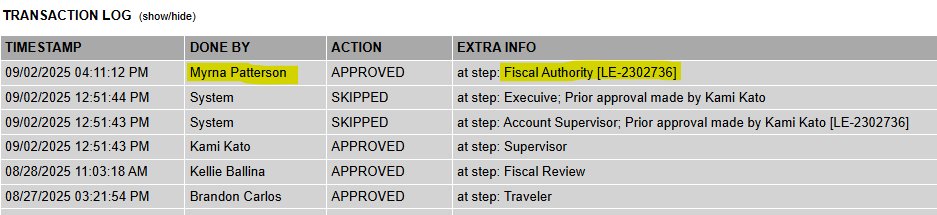 TRANSACTION LOG (show/hide)
TIMESTAMP DONE BY ACTION EXTRA INFO
09/02/2025 04:11:12 PM Myrna Patterson APPROVED at step: Fiscal Authority [LE-2302736]
09/02/2025 12:51:44 PM System SKIPPED at step: Execuive; Prior approval made by Kami Kato
09/02/2025 12:51:43 PM System SKIPPED at step: Account Supervisor; Prior approval made by Kami Kato [LE-2302736]
09/02/2025 12:51:43 PM Kami Kato APPROVED at step: Supervisor
08/28/2025 11:03:18 AM Kellie Ballina APPROVED at step: Fiscal Review
08/27/2025 03:21:54 PM Brandon Carlos APPROVED at step: Traveler